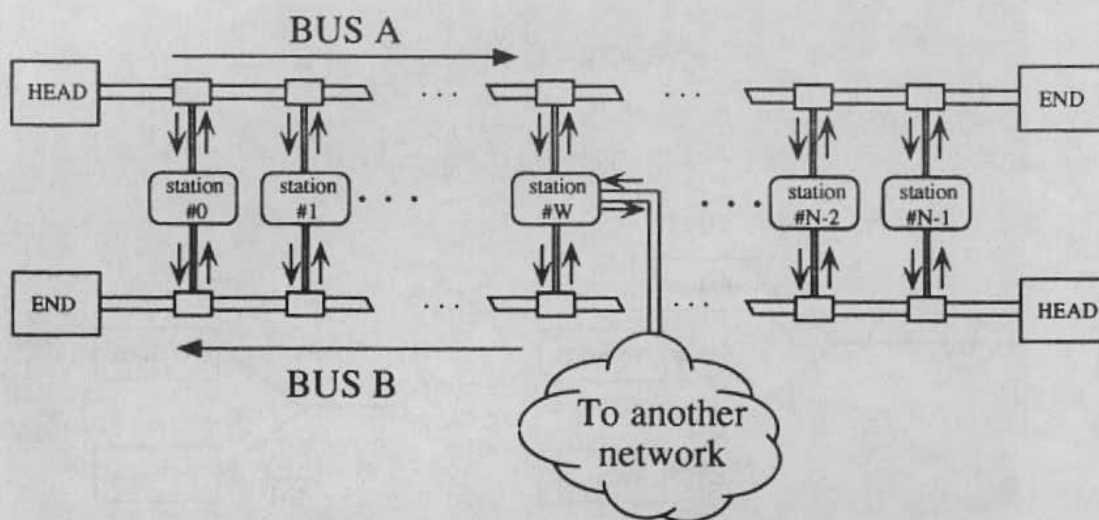 BUS A
HEAD
END
station
#0
station
#1
station
#W
station
#N-2
station
#N-1
END
HEAD
BUS B
To another
network